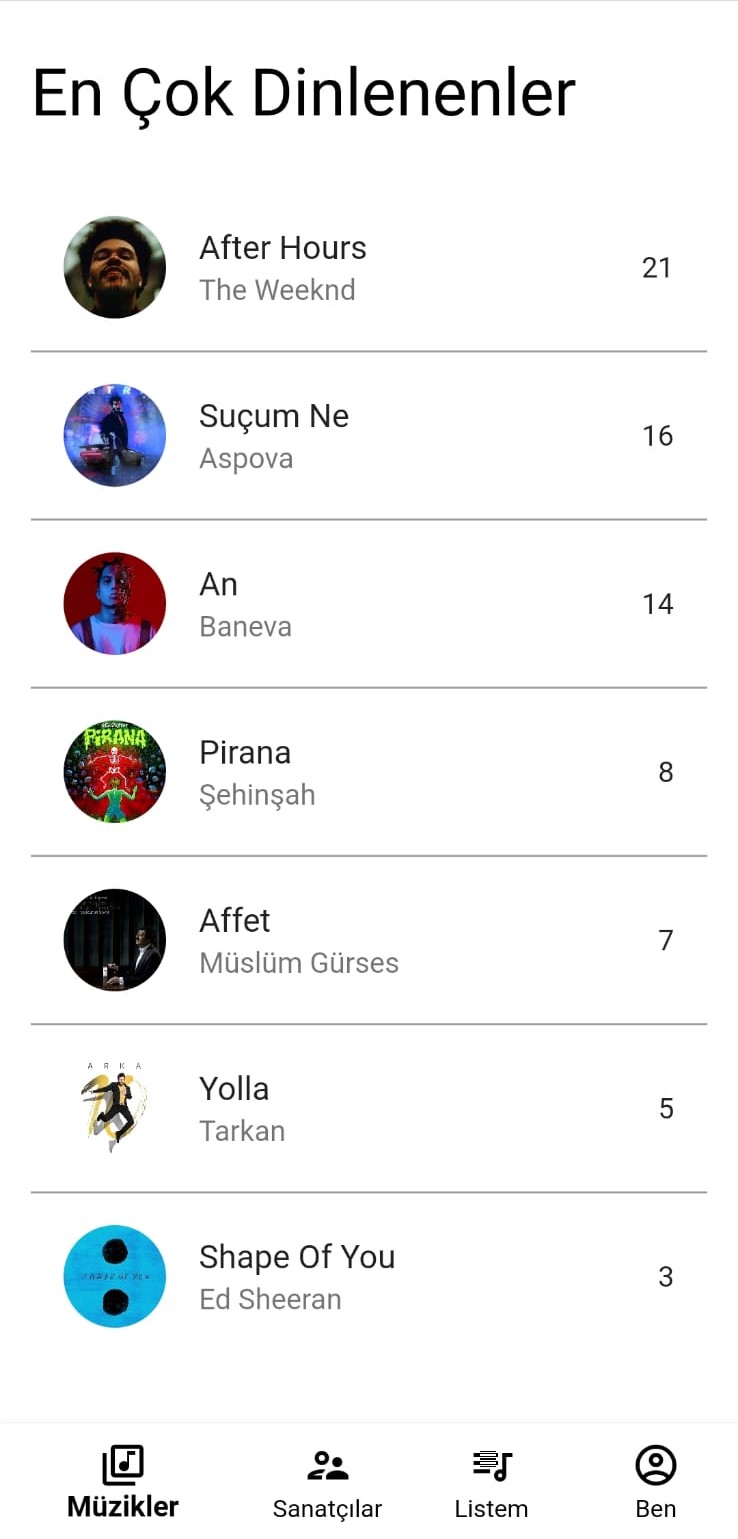 En Çok Dinlenenler
After Hours
The Weeknd
21
Suçum Ne
Aspova
16
An
Baneva
14
PİRANA
Pirana
Şehinşah
8
Affet
Müslüm Gürses
7
A R K A
Yolla
Tarkan
5
SHAPE OF YOU
Shape Of You
Ed Sheeran
3
Müzikler
Sanatçılar
Listem
Ben